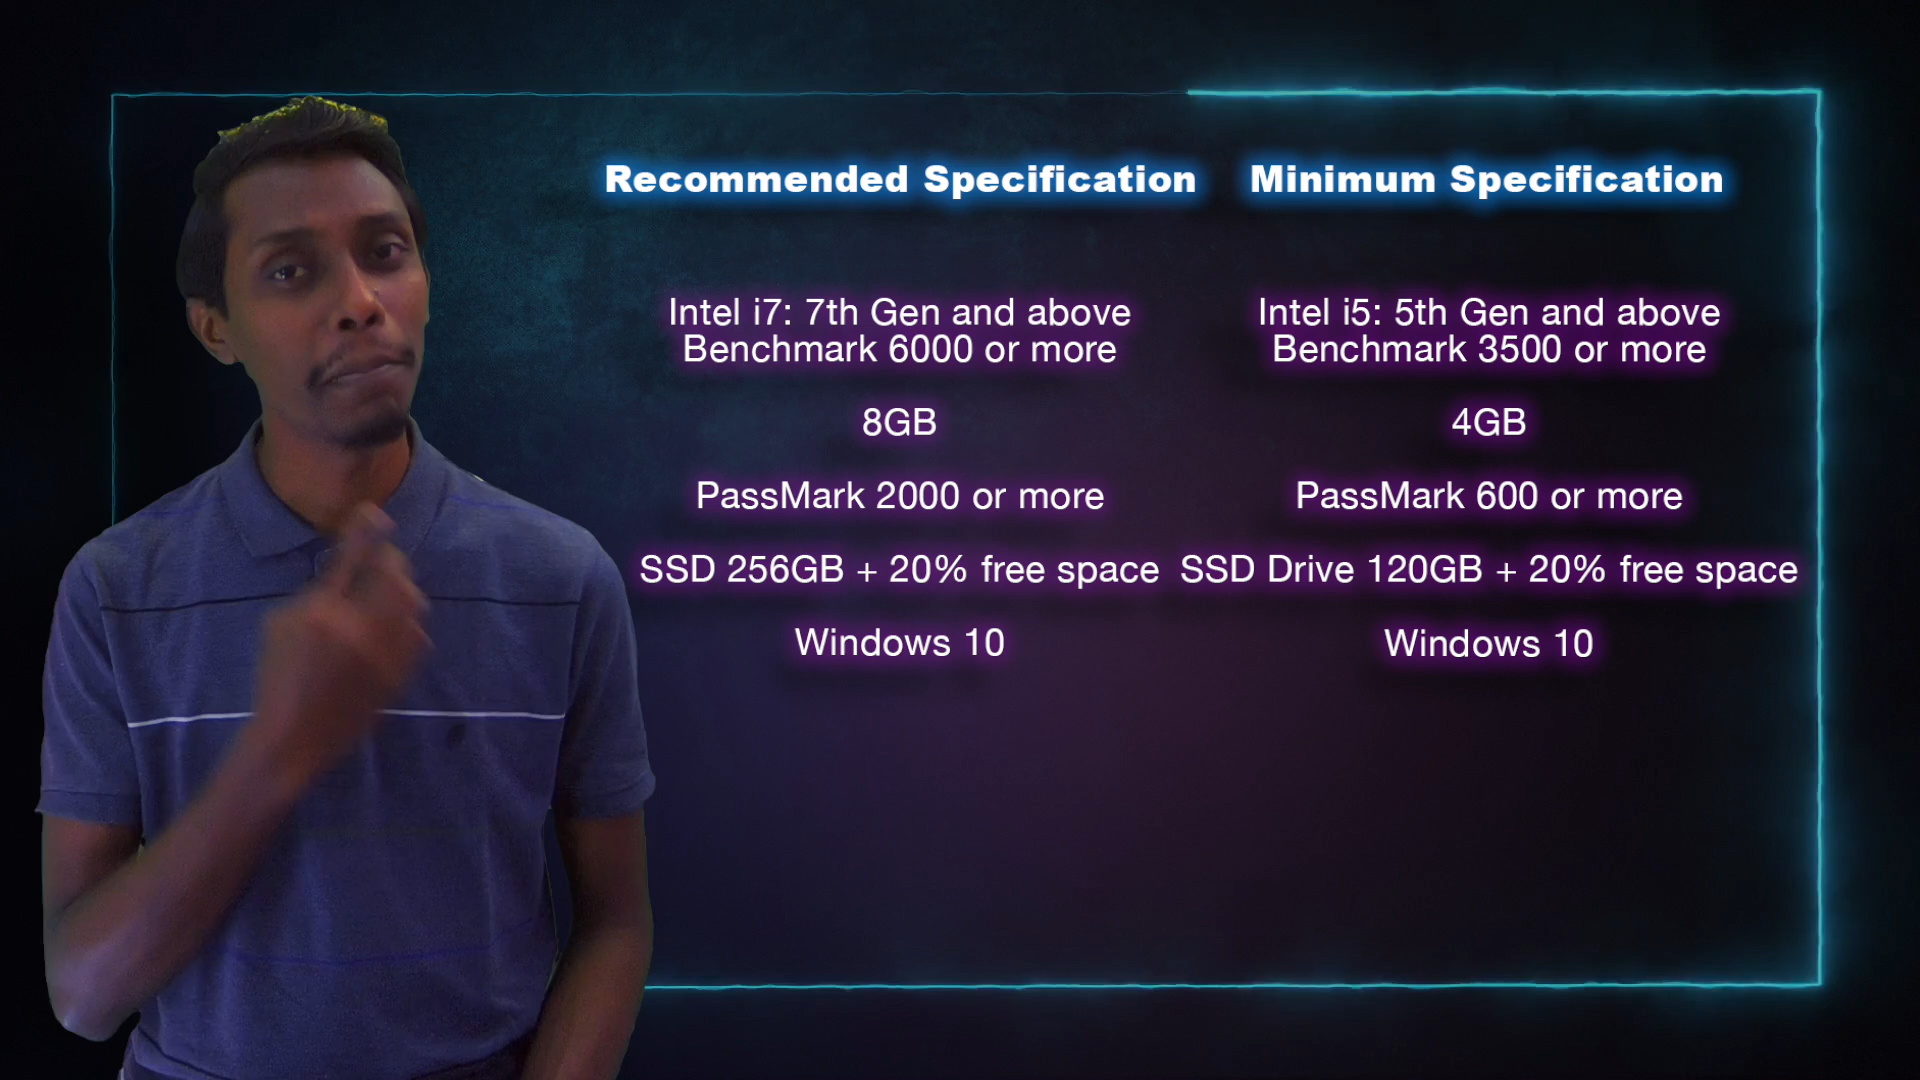 Recommended Specification
Minimum Specification
Intel i7: 7th Gen and above
Benchmark 6000 or more
Intel i5: 5th Gen and above
Benchmark 3500 or more
8GB
4GB
PassMark 2000 or more
PassMark 600 or more
SSD 256GB + 20% free space
SSD Drive 120GB + 20% free space
Windows 10
Windows 10